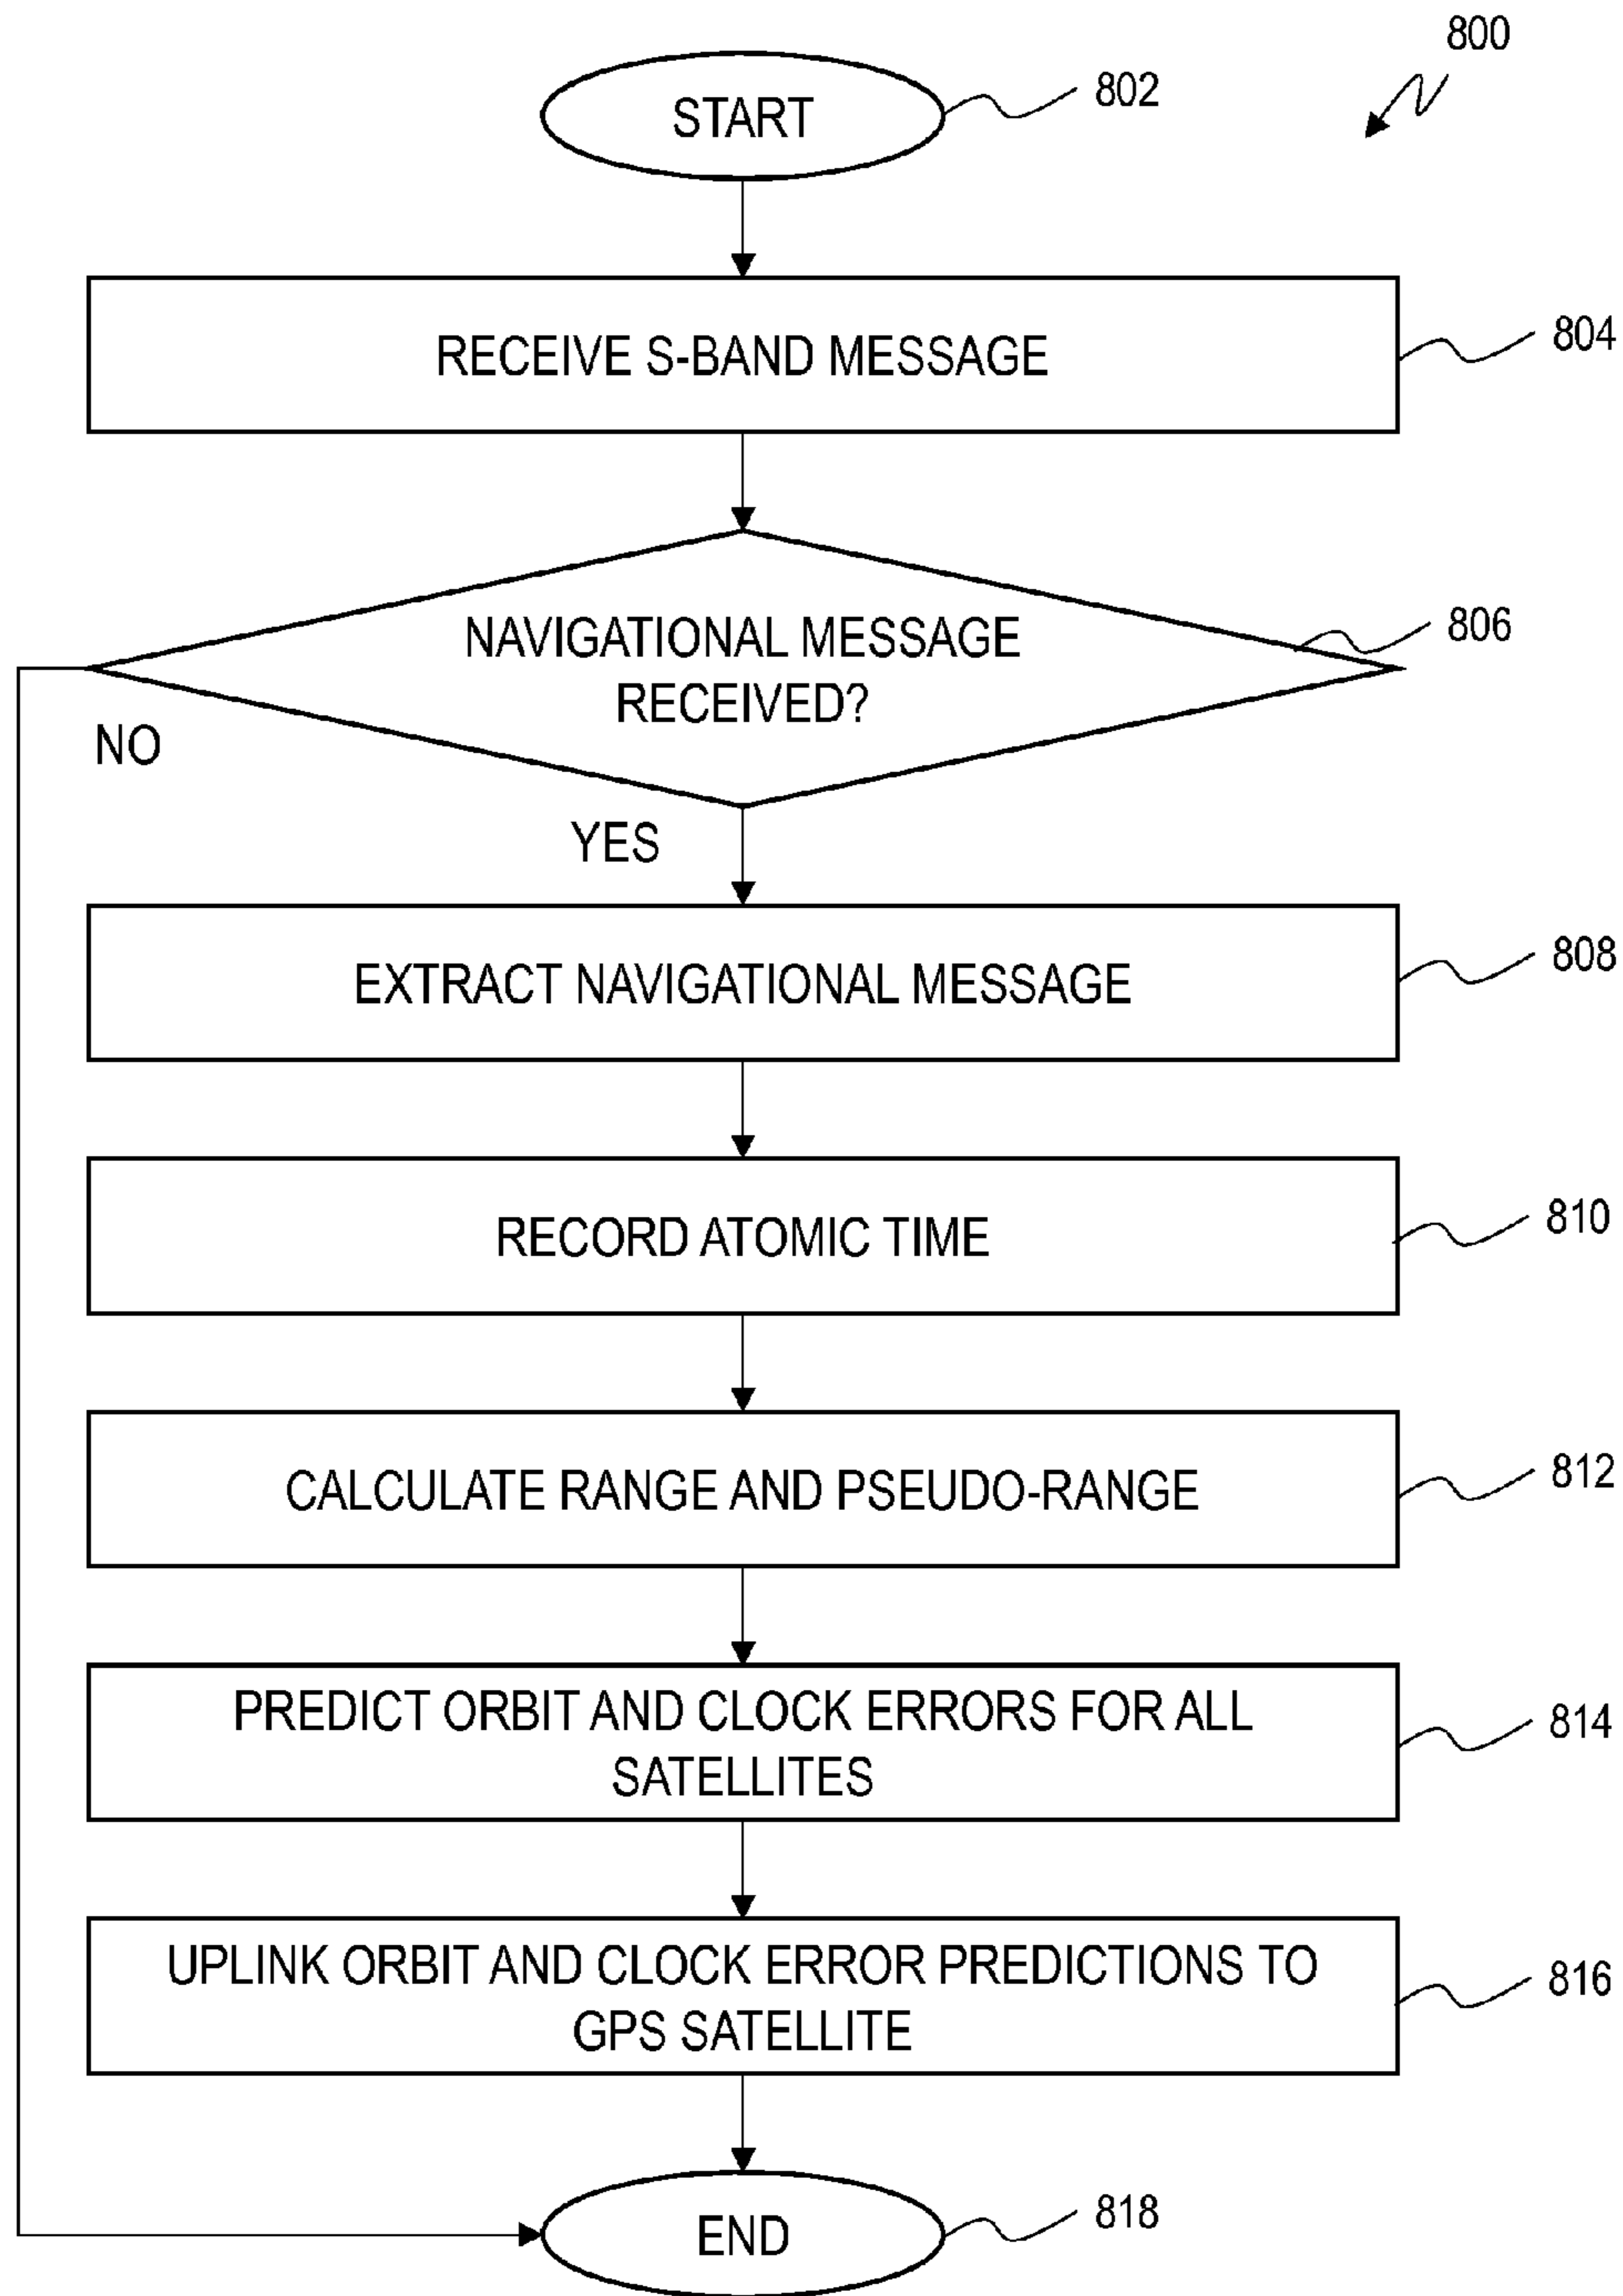 800
START
802
RECEIVE S-BAND MESSAGE
804
NAVIGATIONAL MESSAGE
RECEIVED?
806
NO
YES
EXTRACT NAVIGATIONAL MESSAGE
808
RECORD ATOMIC TIME
810
CALCULATE RANGE AND PSEUDO-RANGE
812
PREDICT ORBIT AND CLOCK ERRORS FOR ALL
SATELLITES
814
UPLINK ORBIT AND CLOCK ERROR PREDICTIONS TO
GPS SATELLITE
816
END
818